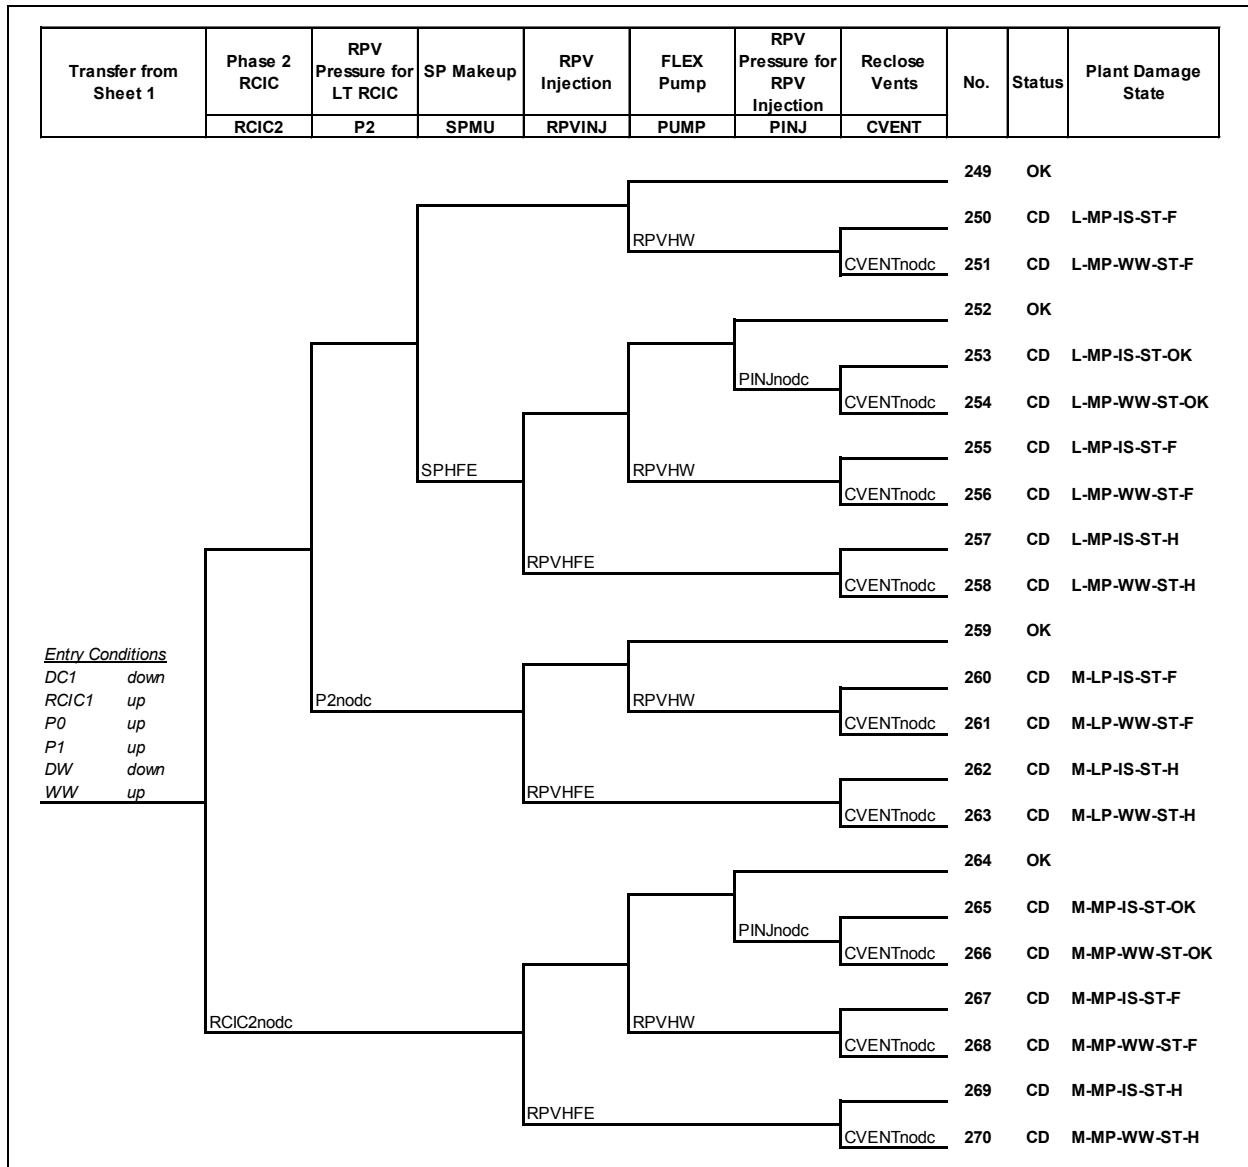 Transfer from Sheet 1
Phase 2 RCIC
RPV Pressure for LT RCIC
SP Makeup
RPV Injection
FLEX Pump
RPV Pressure for RPV Injection
Reclose Vents
No.
Status
Plant Damage State
RCIC2 P2 SPMU RPVINJ PUMP PINJ CVENT
249 OK
250 CD L-MP-IS-ST-F
RPVHW
CVENTnodc 251 CD L-MP-WW-ST-F
252 OK
253 CD L-MP-IS-ST-OK
PINJnodc
CVENTnodc 254 CD L-MP-WW-ST-OK
255 CD L-MP-IS-ST-F
SPHFE RPVHW
CVENTnodc 256 CD L-MP-WW-ST-F
257 CD L-MP-IS-ST-H
RPVHFE
CVENTnodc 258 CD L-MP-WW-ST-H
259 OK
Entry Conditions
DC1 down
260 CD M-LP-IS-ST-F
RCIC1 up
P2nodc RPVHW
P0 up
CVENTnodc 261 CD M-LP-WW-ST-F
P1 up
DW down
262 CD M-LP-IS-ST-H
WW up
RPVHFE
CVENTnodc 263 CD M-LP-WW-ST-H
264 OK
265 CD M-MP-IS-ST-OK
PINJnodc
CVENTnodc 266 CD M-MP-WW-ST-OK
267 CD M-MP-IS-ST-F
RCIC2nodc RPVHW
CVENTnodc 268 CD M-MP-WW-ST-F
269 CD M-MP-IS-ST-H
RPVHFE
CVENTnodc 270 CD M-MP-WW-ST-H